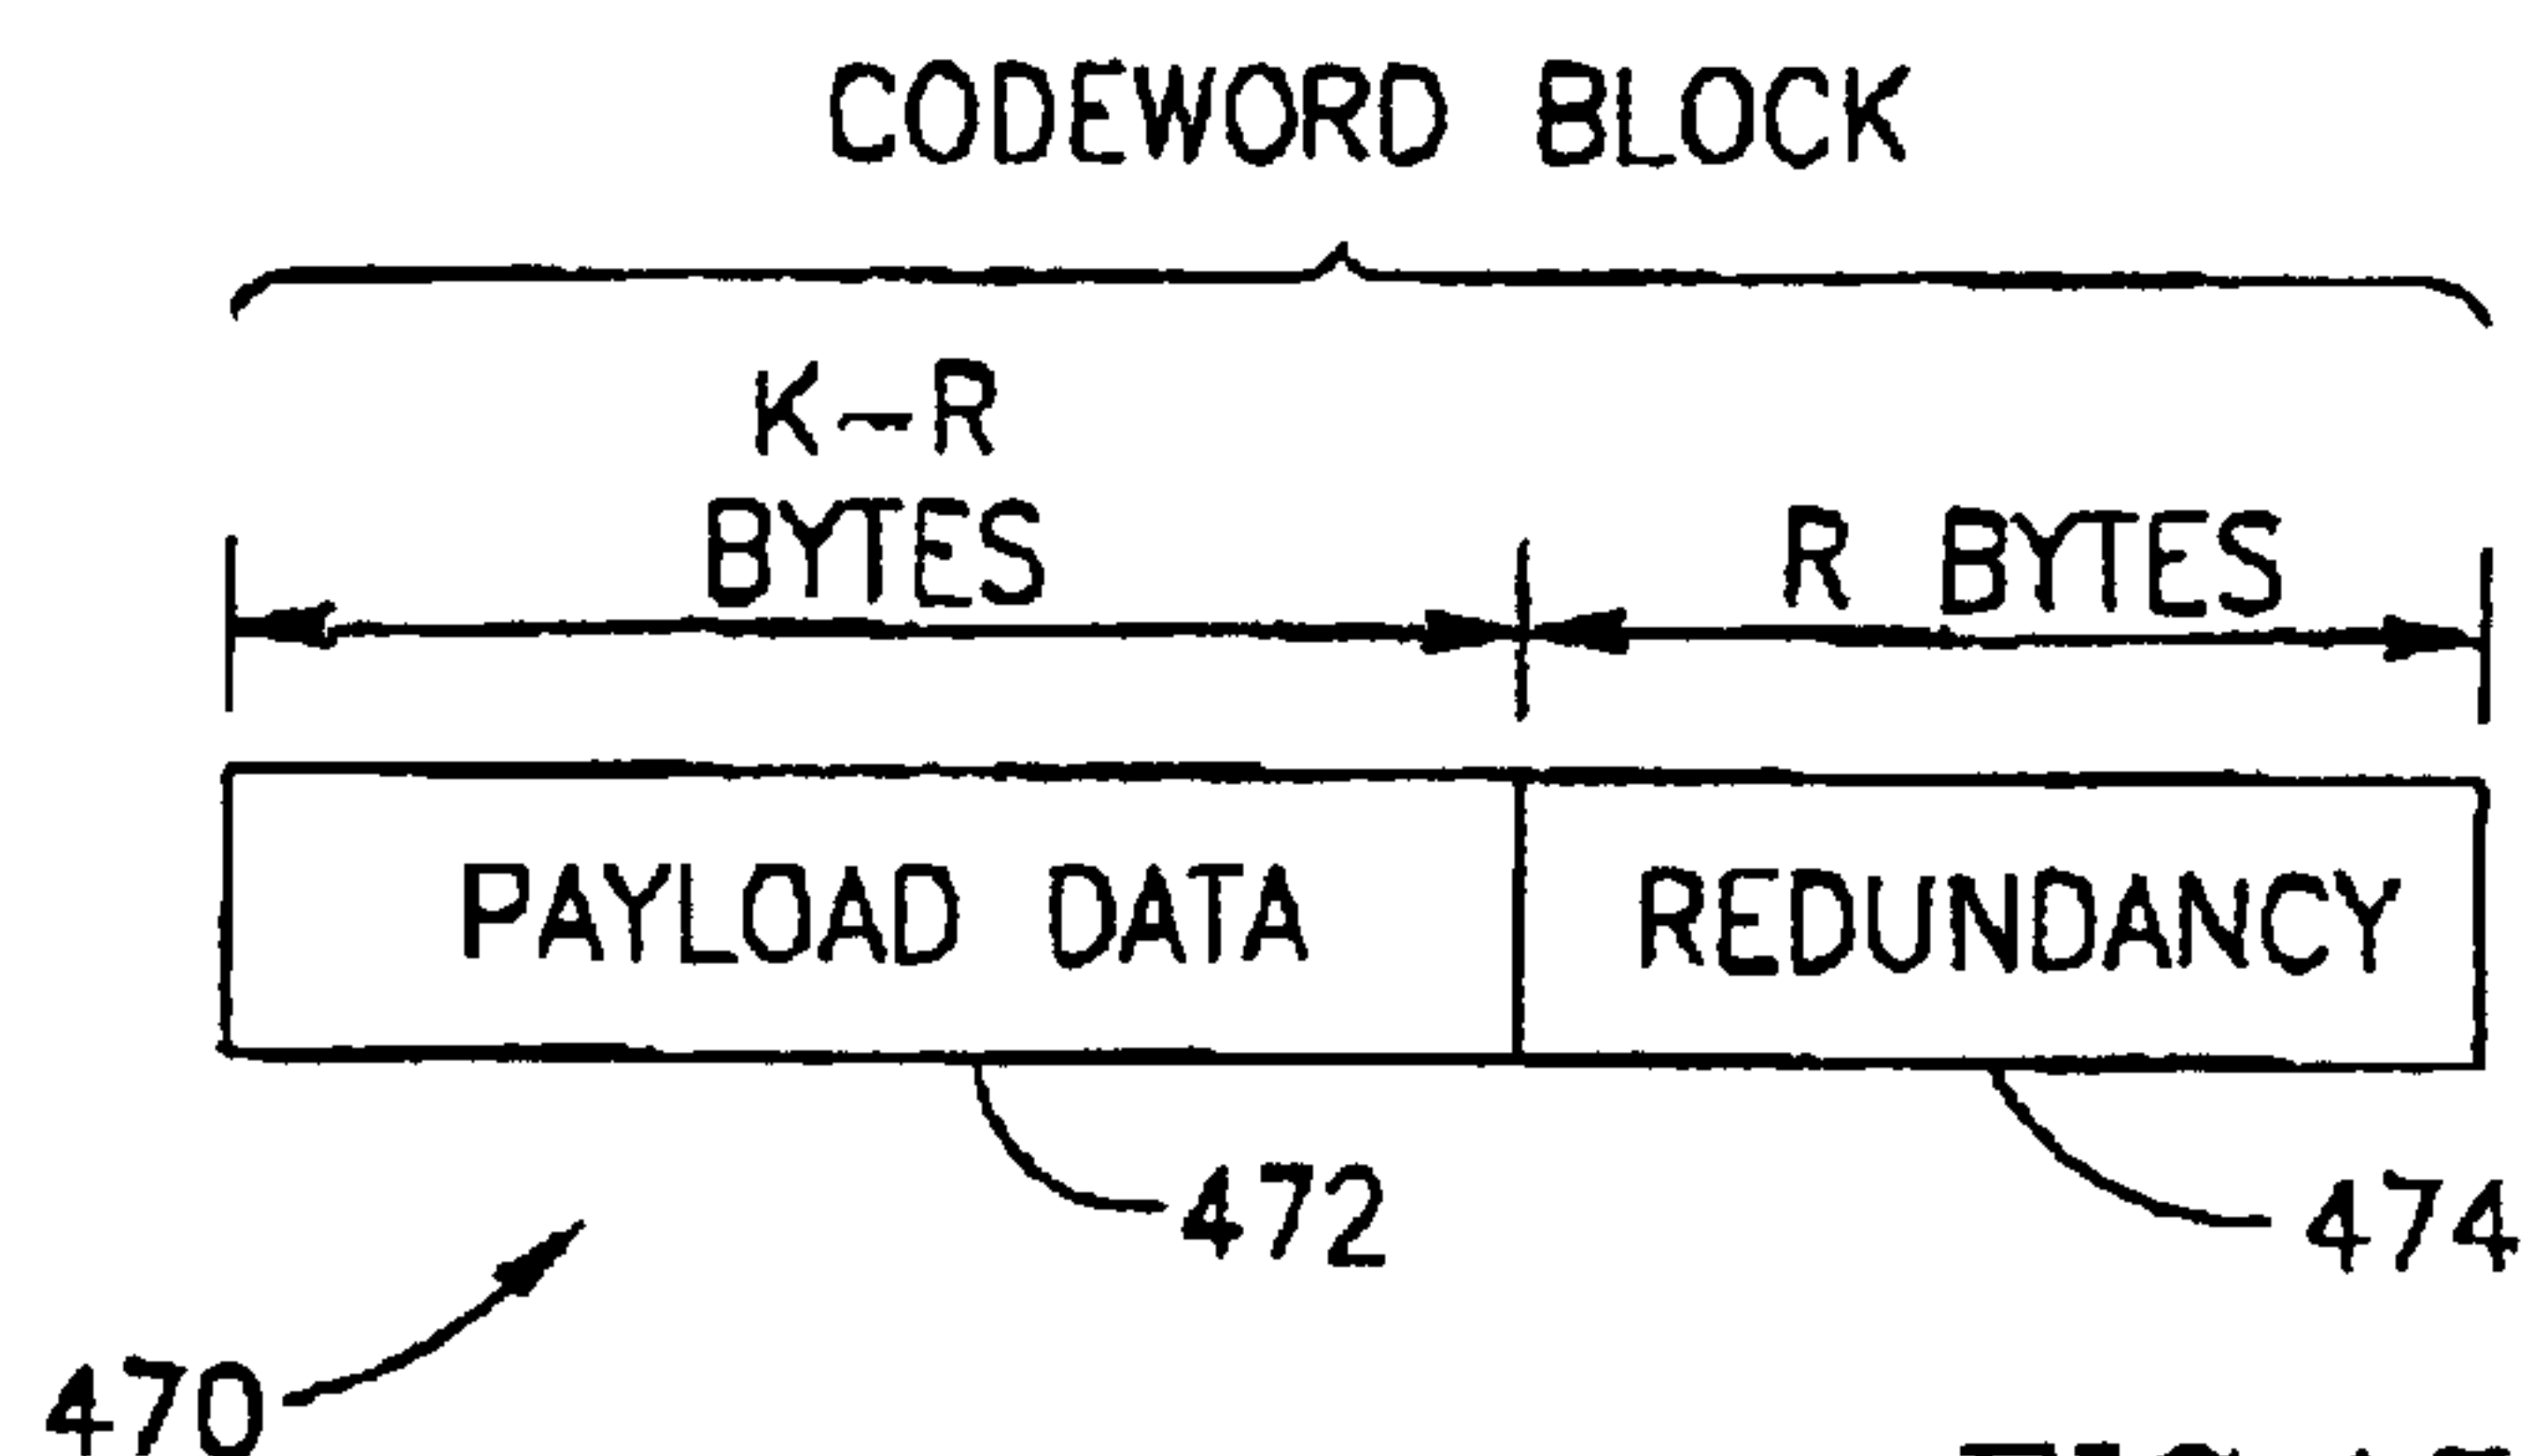 CODEWORD BLOCK
K-R
BYTES
R BYTES
PAYLOAD DATA
REDUNDANCY
472
474
470